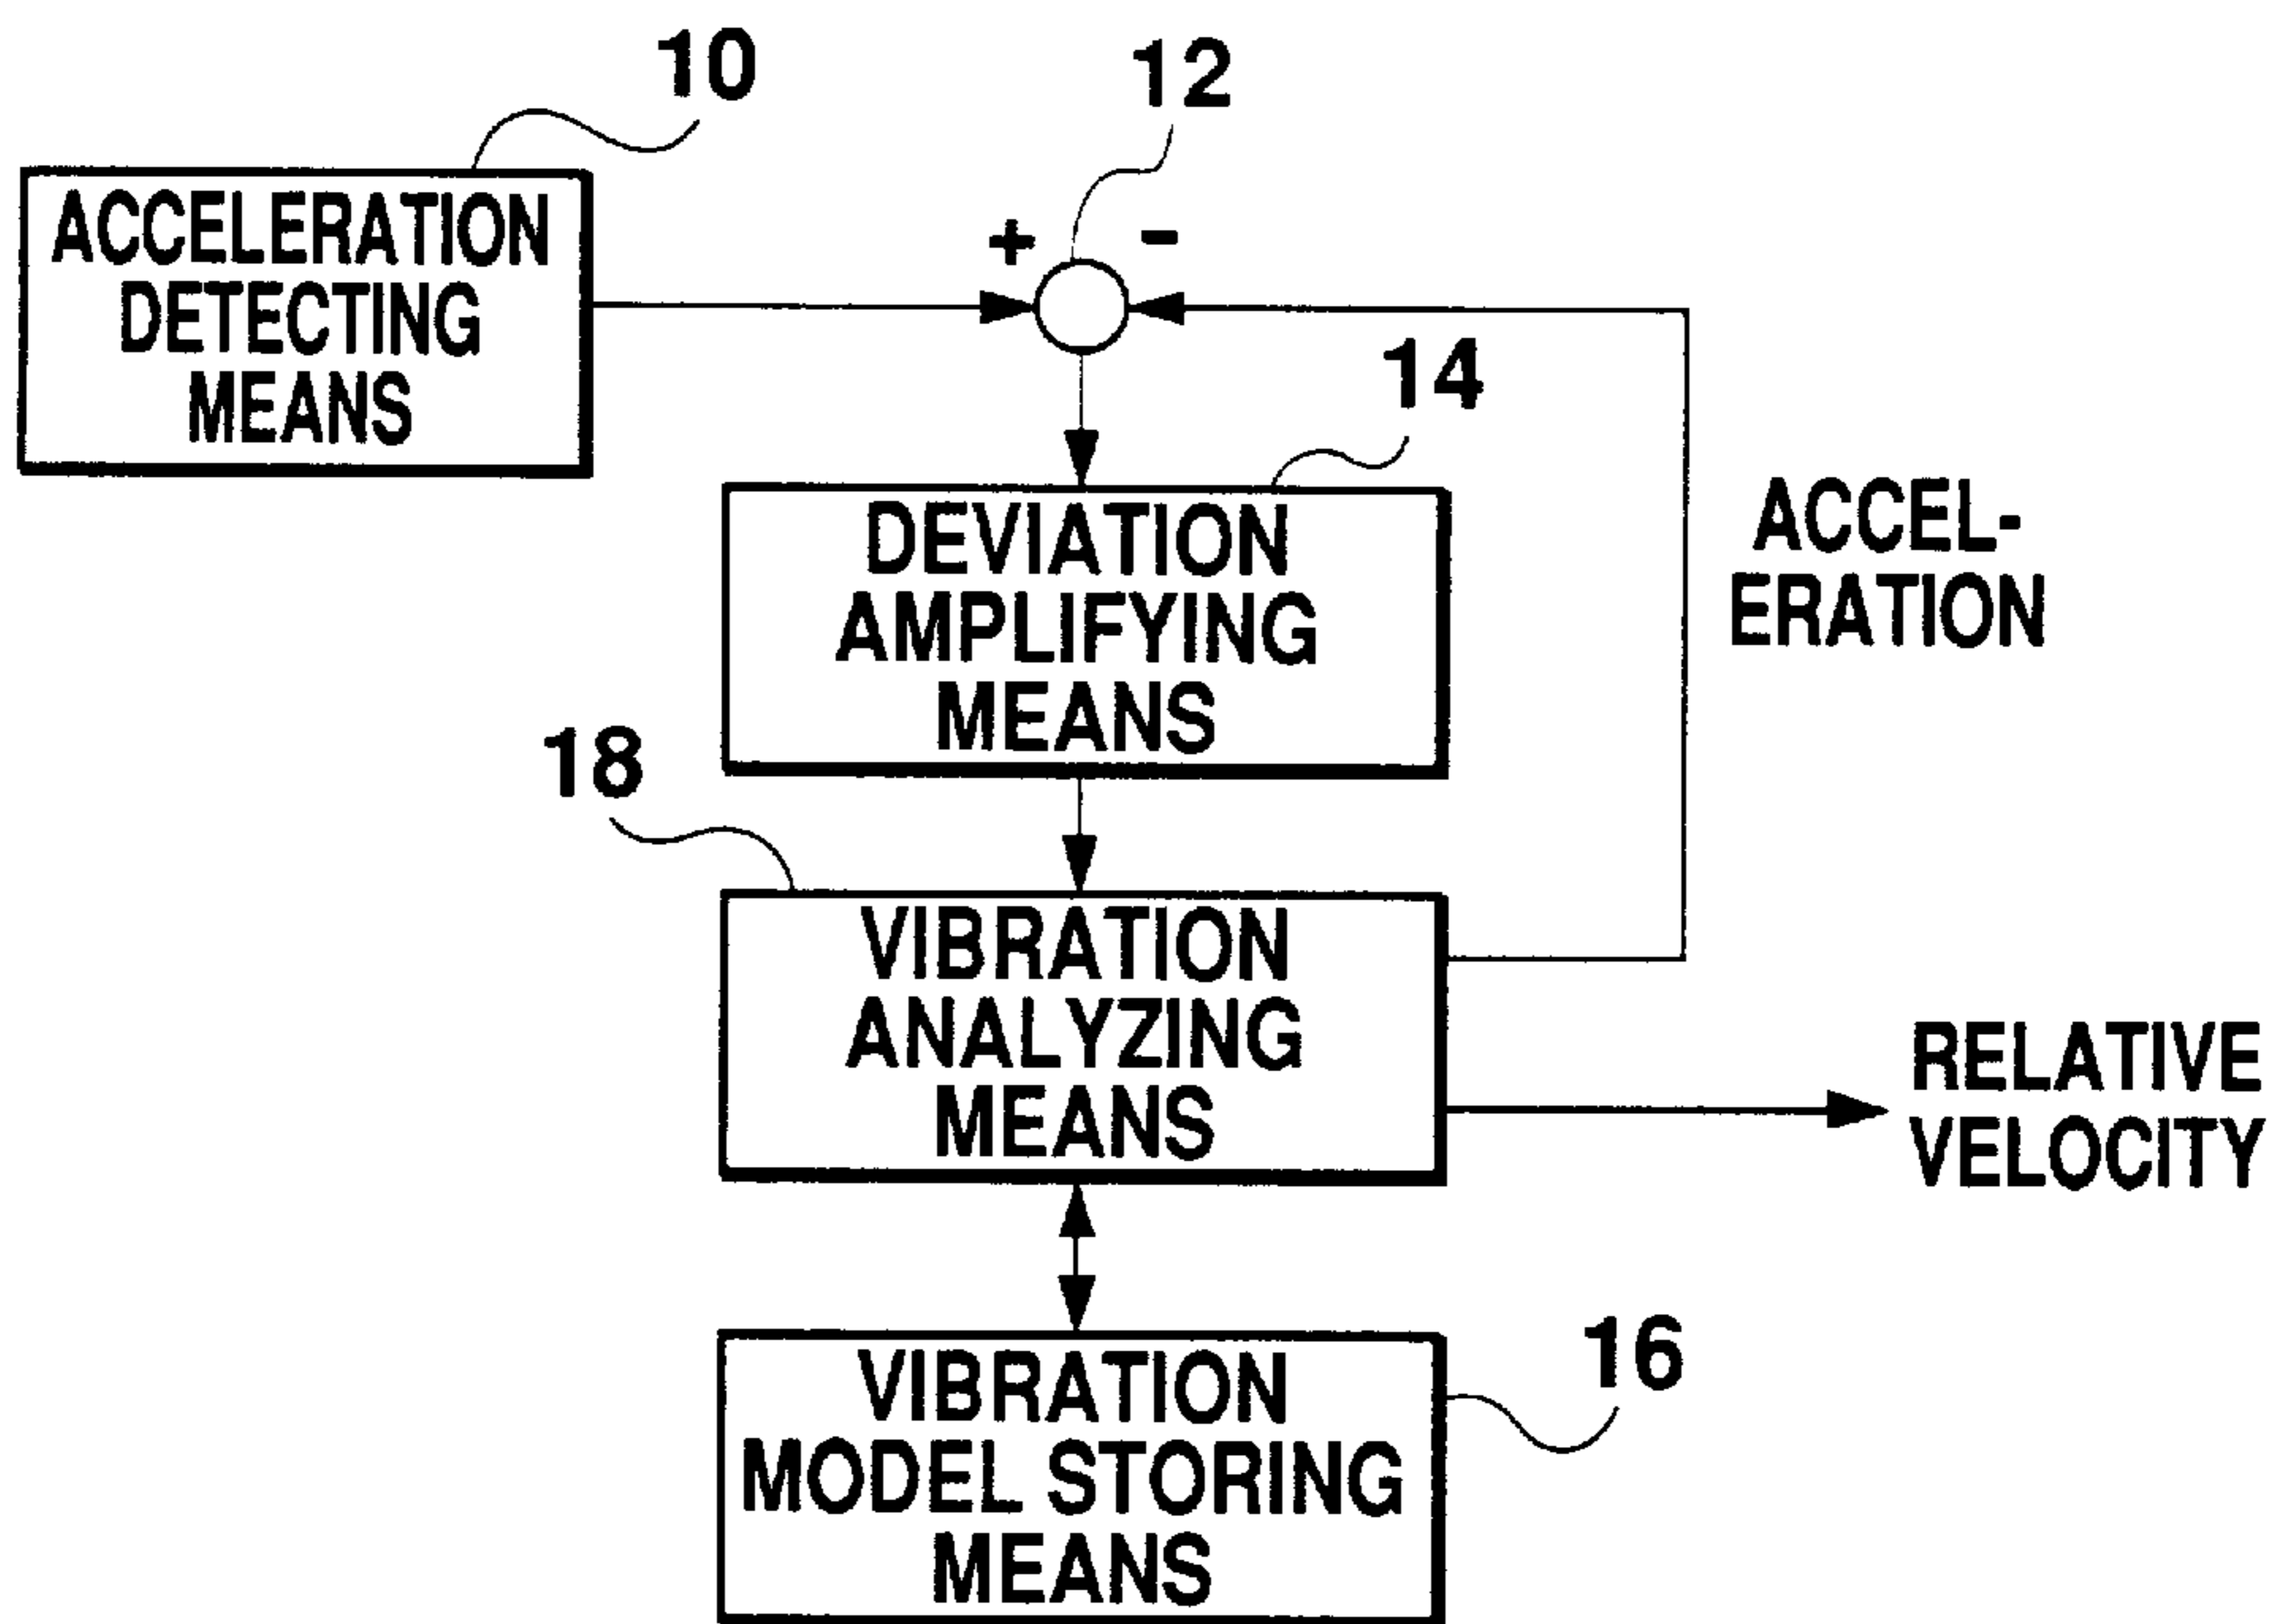 10
12
ACCELERATION
DETECTING
MEANS
+ -
14
DEVIATION
AMPLIFYING
MEANS
ACCEL-
ERATION
18
VIBRATION
ANALYZING
MEANS
RELATIVE
VELOCITY
16
VIBRATION
MODEL STORING
MEANS